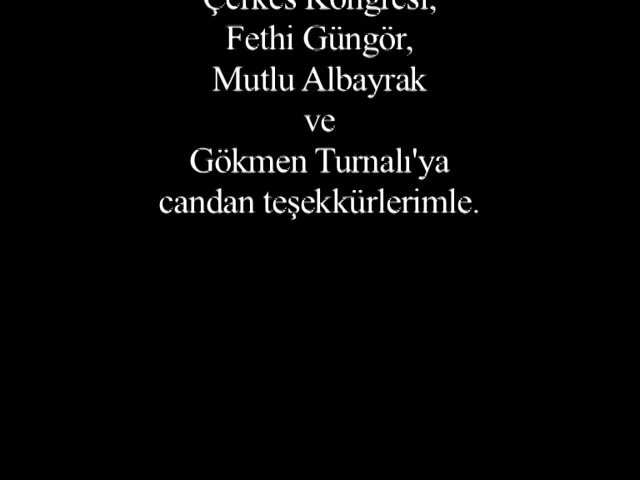 Çerkes Kongresi,
Fethi Güngör,
Mutlu Albayrak
ve
Gökmen Turnalı'ya
candan teşekkürlerimle.